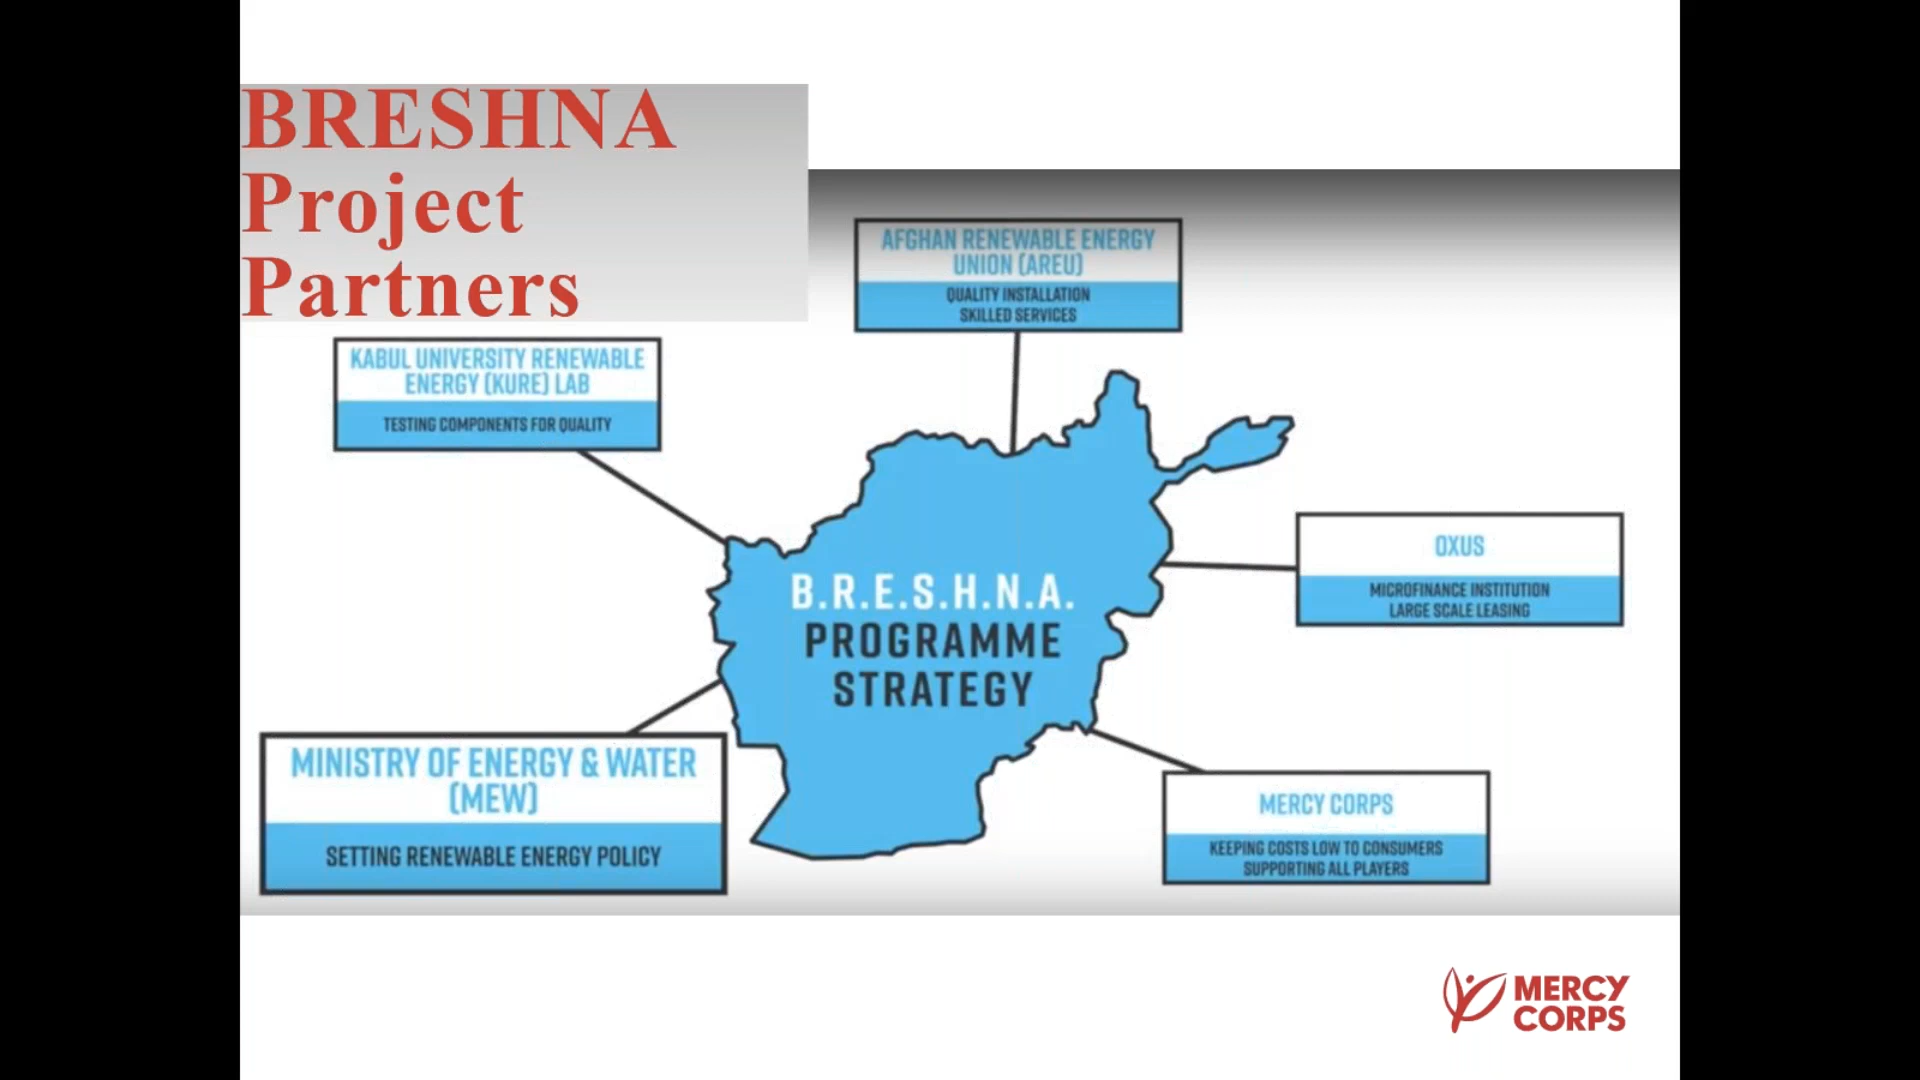 BRESHNA
Project
Partners
AFGHAN RENEWABLE ENERGY
UNION (AREU)
QUALITY INSTALLATION
SKILLED SERVICES
KABUL UNIVERSITY RENEWABLE
ENERGY (KURE) LAB
TESTING COMPONENTS FOR QUALITY
OXUS
MICROFINANCE INSTITUTION
LARGE SCALE LEASING
B.R.E.S.H.N.A.
PROGRAMME
STRATEGY
MINISTRY OF ENERGY & WATER
(MEW)
SETTING RENEWABLE ENERGY POLICY
MERCY CORPS
KEEPING COSTS LOW TO CONSUMERS
SUPPORTING ALL PLAYERS
MERCY
CORPS